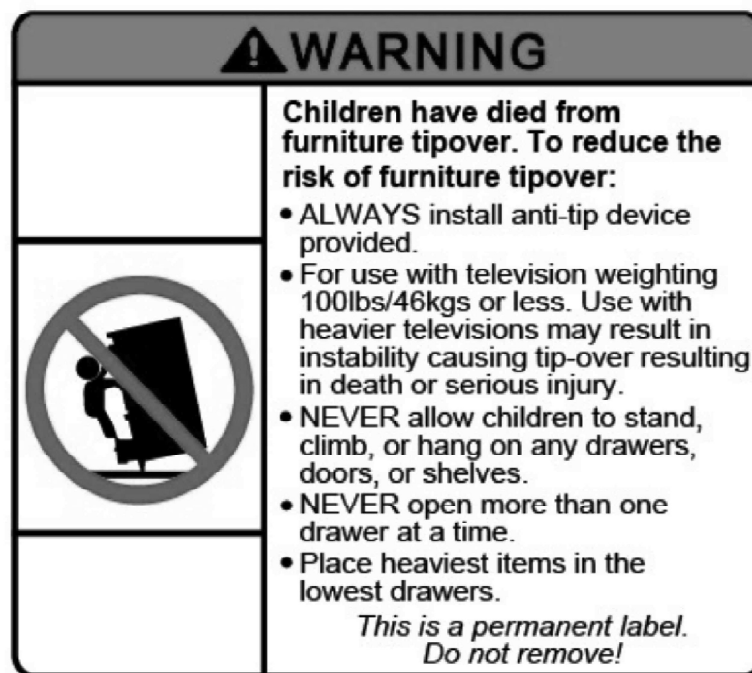 WARNING
Children have died from
furniture tipover. To reduce the
risk of furniture tipover:
• ALWAYS install anti-tip device
provided.
• For use with television weighting
100lbs/46kgs or less. Use with
heavier televisions may result in
instability causing tip-over resulting
in death or serious injury.
• NEVER allow children to stand,
climb, or hang on any drawers,
doors, or shelves.
• NEVER open more than one
drawer at a time.
• Place heaviest items in the
lowest drawers.
This is a permanent label.
Do not remove!